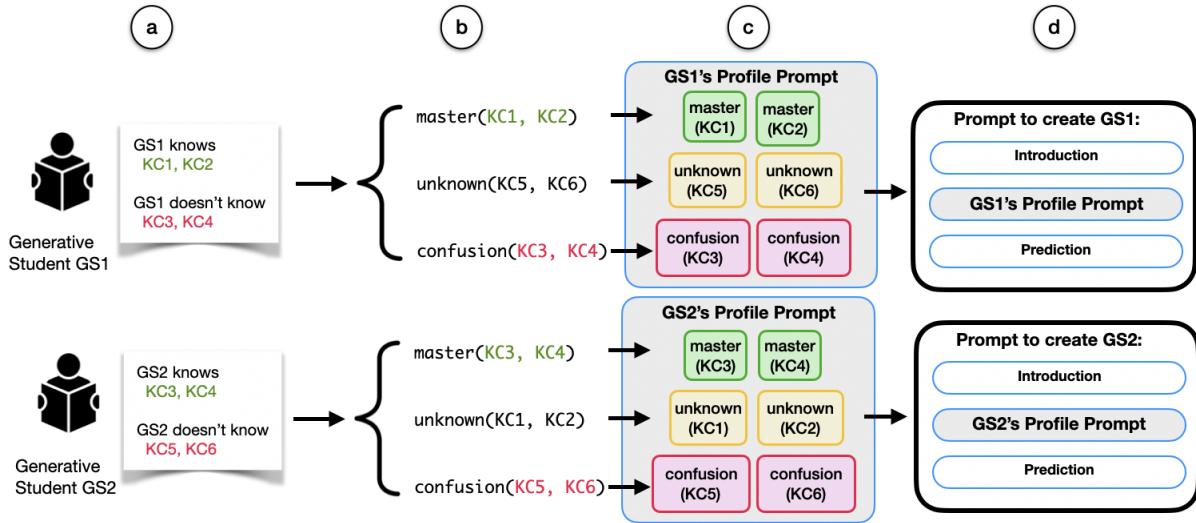 a
b
c
d
Generative
Student GS1
GS1 knows
KC1, KC2
GS1 doesn't know
KC3, KC4
master(KC1, KC2)
unknown(KC5, KC6)
confusion(KC3, KC4)
GS1's Profile Prompt
master
(KC1)
master
(KC2)
unknown
(KC5)
unknown
(KC6)
confusion
(KC3)
confusion
(KC4)
Prompt to create GS1:
Introduction
GS1's Profile Prompt
Prediction
Generative
Student GS2
GS2 knows
KC3, KC4
GS2 doesn't know
KC5, KC6
master(KC3, KC4)
unknown(KC1, KC2)
confusion(KC5, KC6)
GS2's Profile Prompt
master
(KC3)
master
(KC4)
unknown
(KC1)
unknown
(KC2)
confusion
(KC5)
confusion
(KC6)
Prompt to create GS2:
Introduction
GS2's Profile Prompt
Prediction